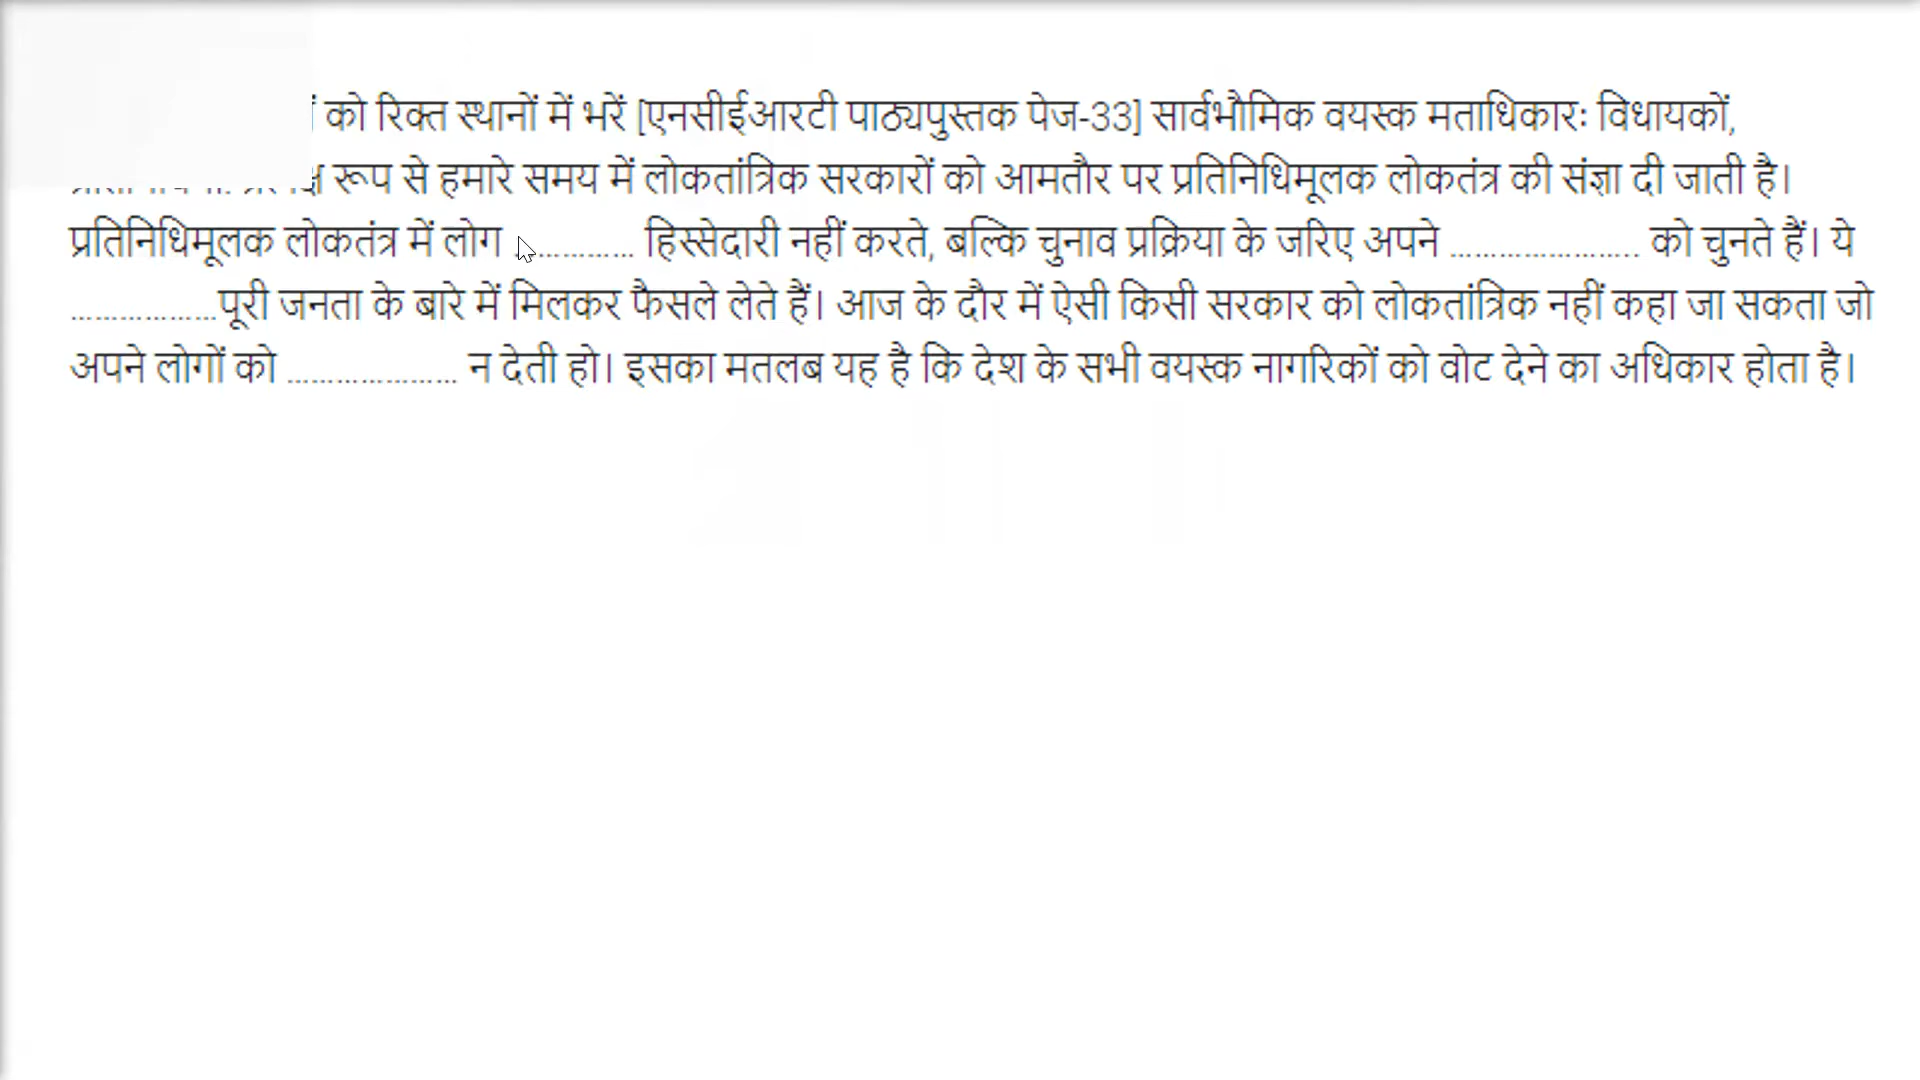 को रिक्त स्थानों में भरें [एनसीईआरटी पाठ्यपुस्तक पेज-33] सार्वभौमिक वयस्क मताधिकारः विधायकों,
रूप से हमारे समय में लोकतांत्रिक सरकारों को आमतौर पर प्रतिनिधिमूलक लोकतंत्र की संज्ञा दी जाती है।
प्रतिनिधिमूलक लोकतंत्र में लोग ………… हिस्सेदारी नहीं करते, बल्कि चुनाव प्रक्रिया के जरिए अपने ………………….. को चुनते हैं। ये
………………पूरी जनता के बारे में मिलकर फैसले लेते हैं। आज के दौर में ऐसी किसी सरकार को लोकतांत्रिक नहीं कहा जा सकता जो
अपने लोगों को ………………… न देती हो। इसका मतलब यह है कि देश के सभी वयस्क नागरिकों को वोट देने का अधिकार होता है।